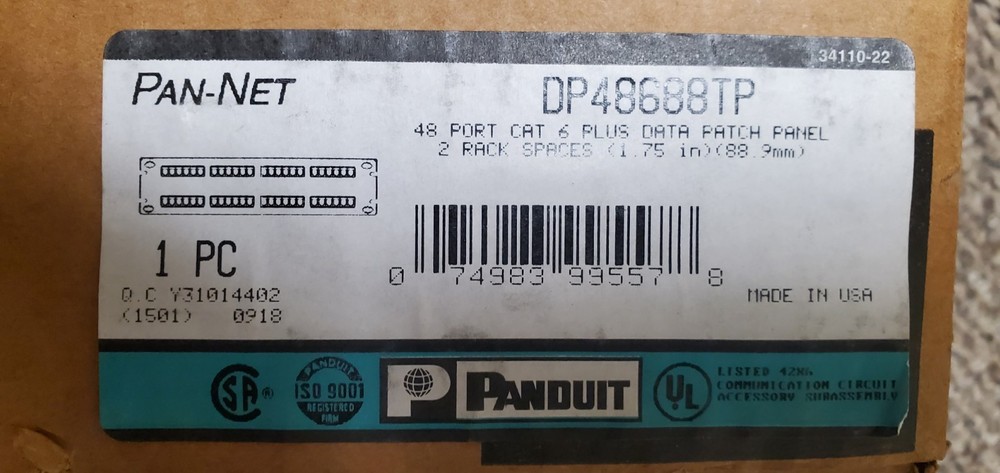 34110-22
PAN-NET
DP48688TP
48 PORT CAT 6 PLUS DATA PATCH PANEL
2 RACK SPACES (1.75 in)(88.9mm)
1 PC
0 74983 99557 8
Q.C Y31014402
(1501) 0918
MADE IN USA
SA ®
PANDUIT
ISO 9001
REGISTERED
FIRM
P PANDUIT
UL
LISTED
COMMUNICATION CIRCUIT
ACCESSORY SUBASSEMBLY